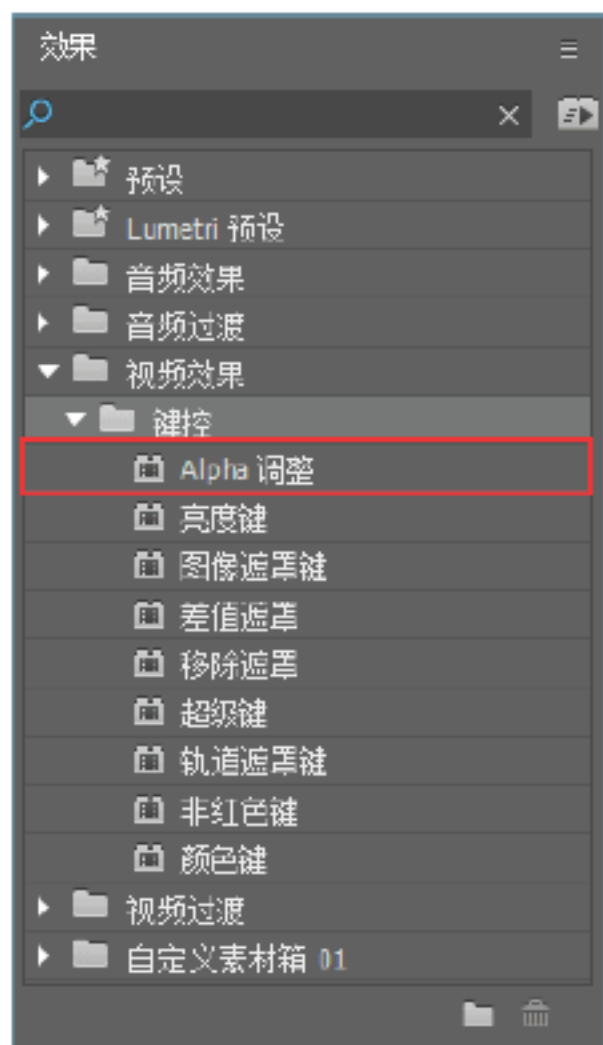 效果
预设
Lumetri 预设
音频效果
音频过渡
视频效果
键控
Alpha 调整
亮度键
图像遮罩键
差值遮罩
移除遮罩
超级键
轨道遮罩键
非红色键
颜色键
视频过渡
自定义素材箱 01